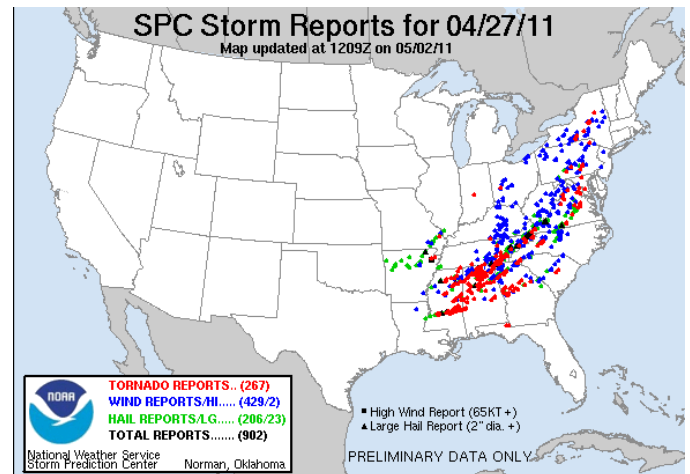 SPC Storm Reports for 04/27/11
Map updated at 1209Z on 05/02/11
TORNADO REPORTS.. (267)
WIND REPORTS/HI..... (429/2)
HAIL REPORTS/LG..... (206/23)
TOTAL REPORTS....... (902)
NOAA
National Weather Service
Storm Prediction Center Norman, Oklahoma
High Wind Report (65KT +)
Large Hail Report (2" dia. +)
PRELIMINARY DATA ONLY